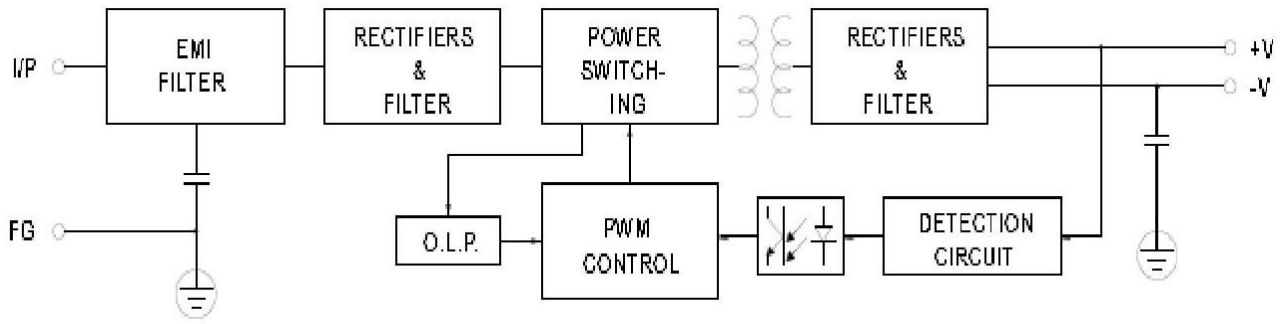 I/P
EMI
FILTER
RECTIFIERS
&
FILTER
POWER
SWITCH-
ING
RECTIFIERS
&
FILTER
+V
-V
FG
O.L.P.
PWM
CONTROL
DETECTION
CIRCUIT